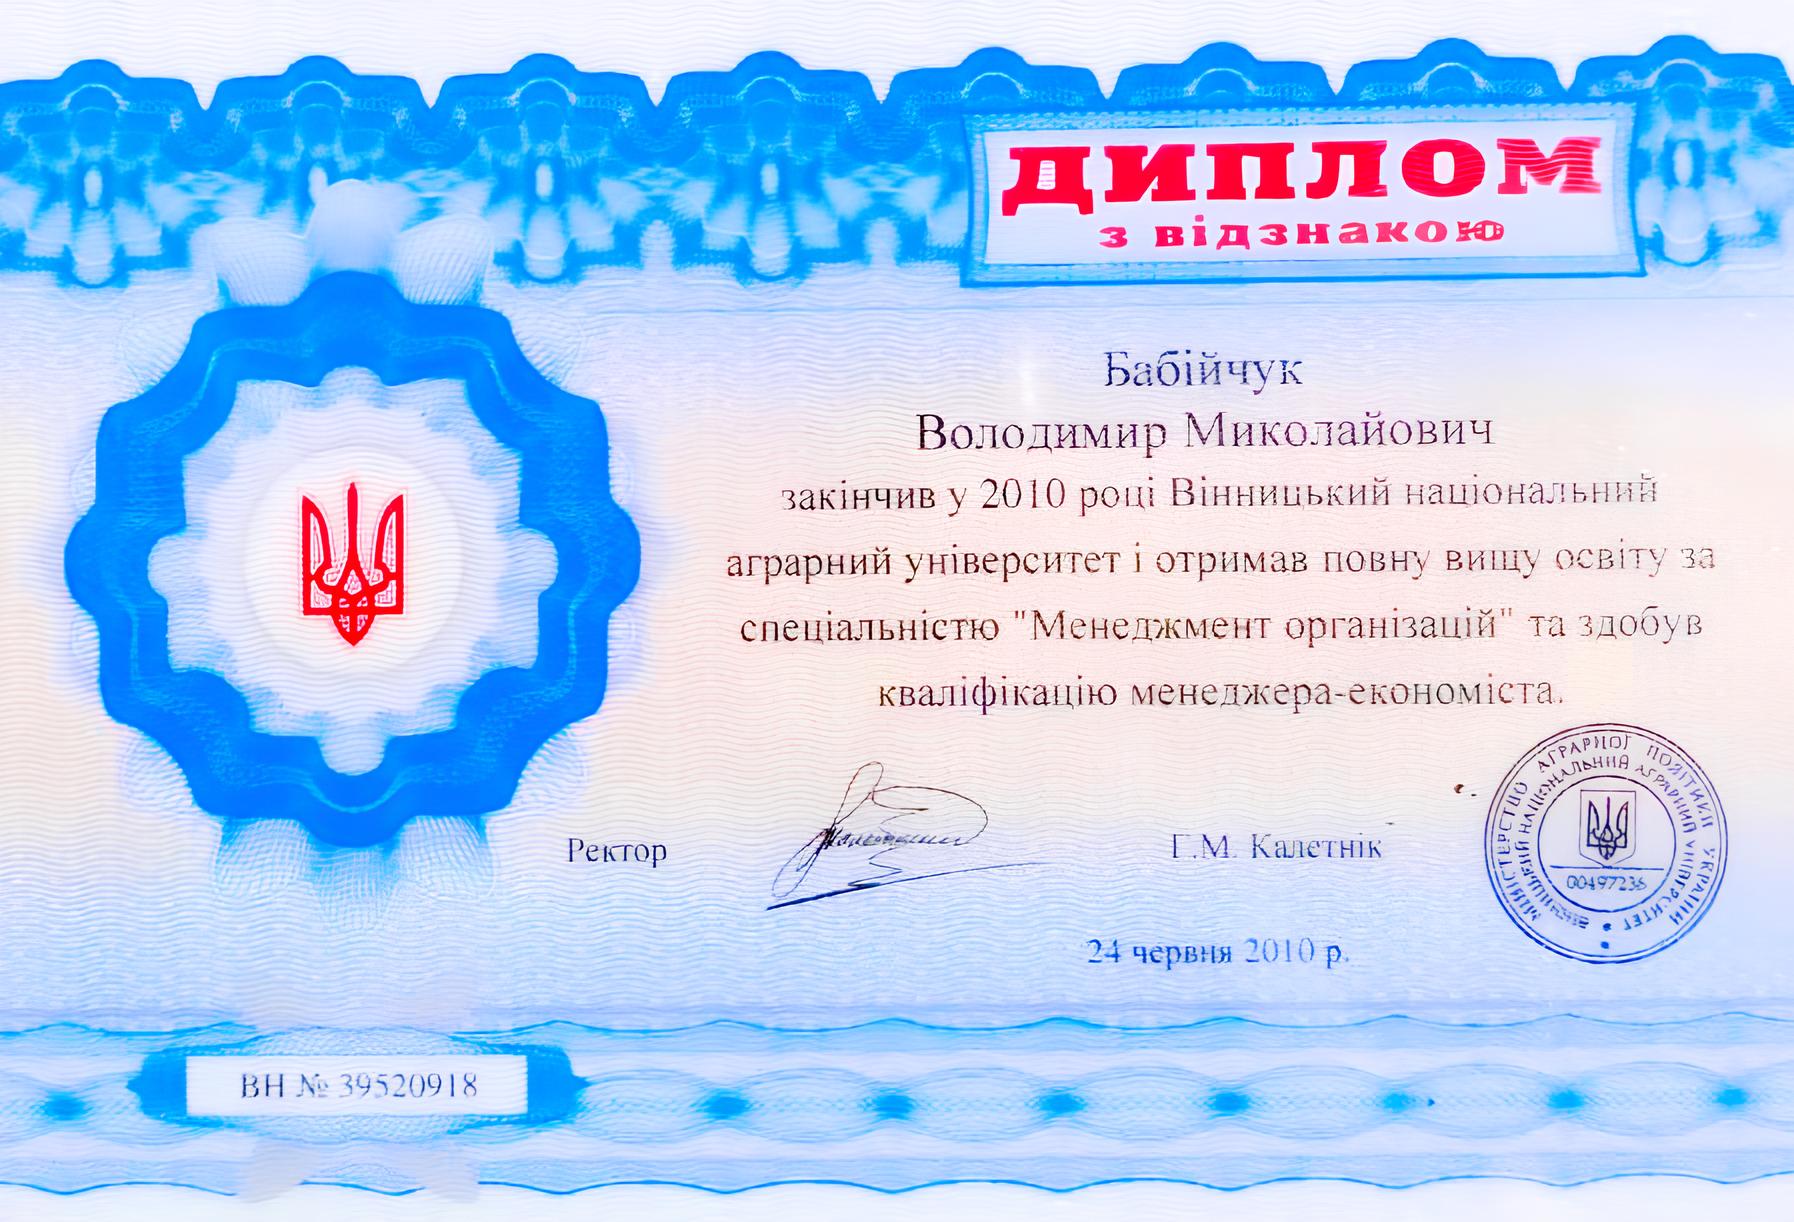 ДИПЛОМ
з відзнакою
Бабійчук
Володимир Миколайович
закінчив у 2010 році Вінницький національний
аграрний університет і отримав повну вищу освіту за
спеціальністю "Менеджмент організацій" та здобув
кваліфікацію менеджера-економіста.
Ректор
Г.М. Калетнік
МІНІСТЕРСТВО АГРАРНОЇ ПОЛІТИКИ УКРАЇНИ
НАЦІОНАЛЬНИЙ АГРАРНИЙ УНІВЕРСИТЕТ
00497236
24 червня 2010 р.
ВН № 39520918